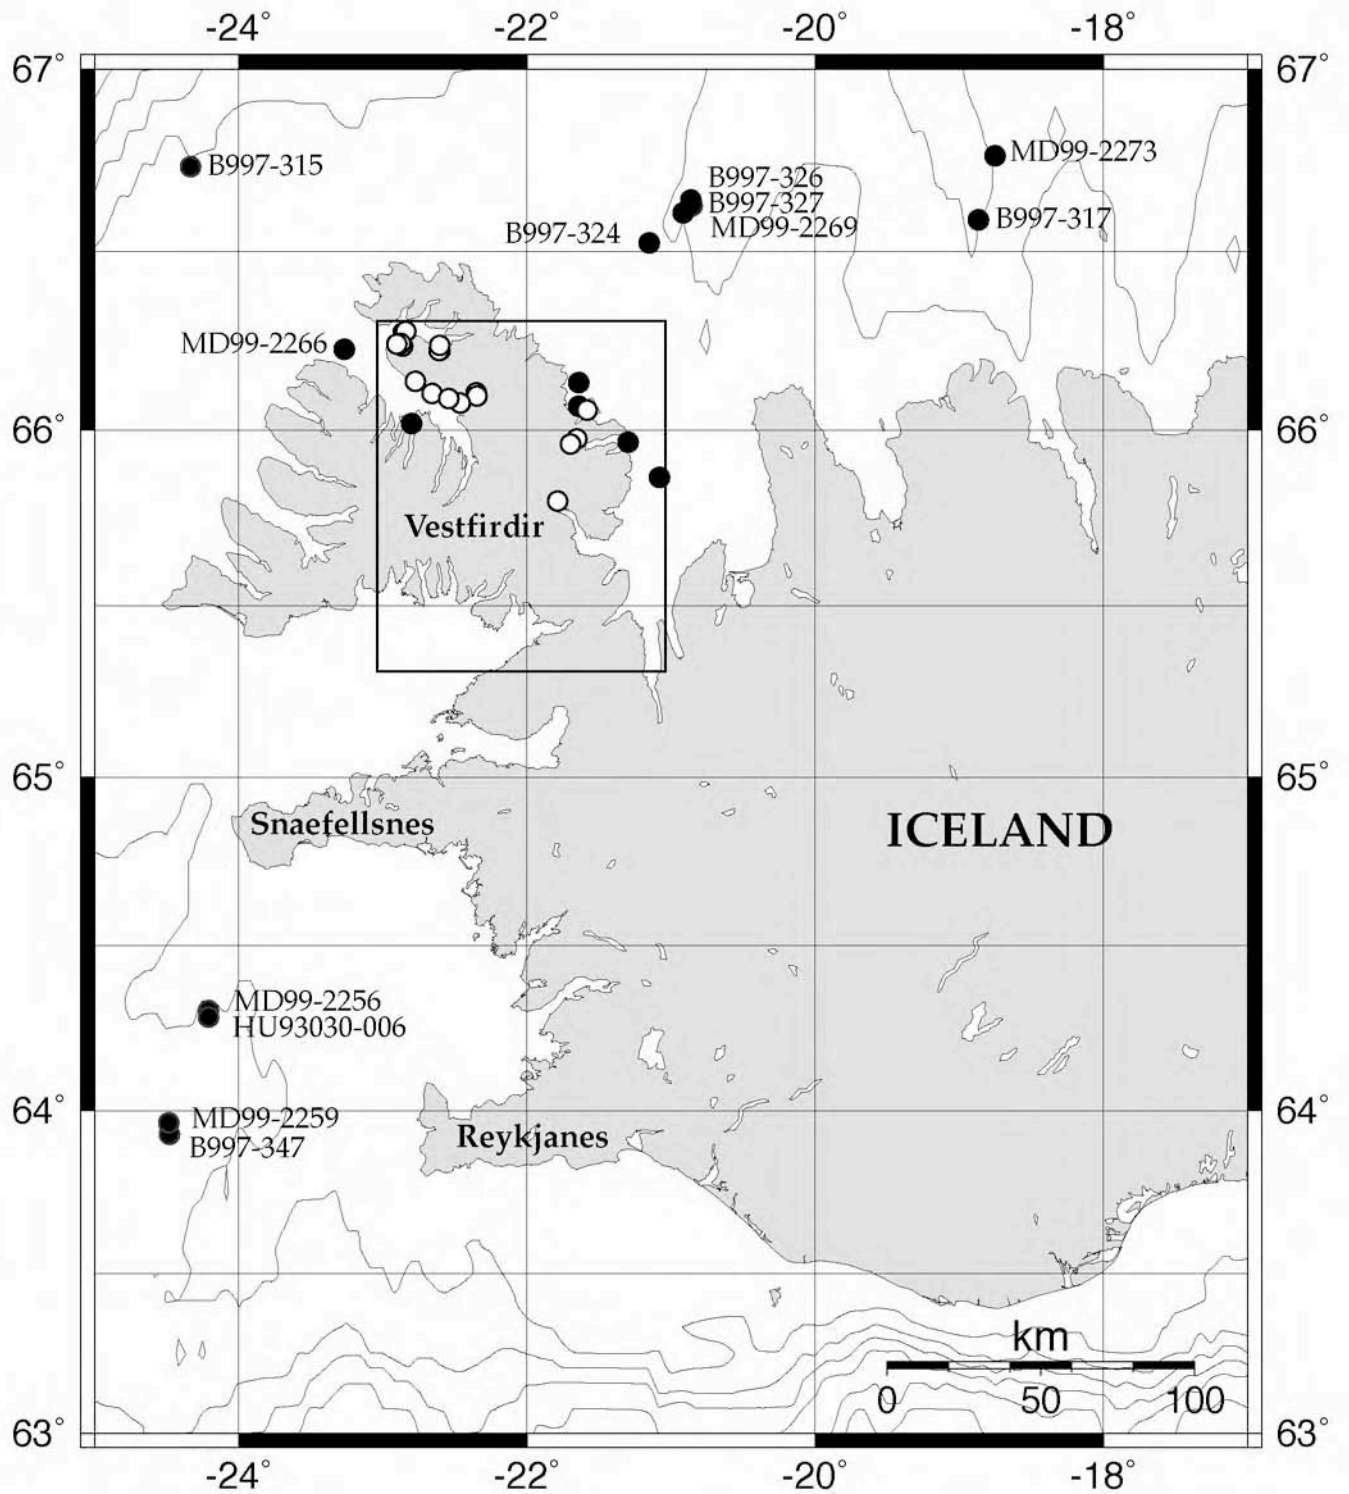 -24° -22° -20° -18°
67° 67°
MD99-2273
B997-315
B997-326
B997-327
B997-317
MD99-2269
B997-324
MD99-2266
66° 66°
Vestfirdir
65° 65°
Snaefellsnes
ICELAND
MD99-2256
HU93030-006
64° 64°
MD99-2259
Reykjanes
B997-347
km
0 50 100
63° 63°
-24° -22° -20° -18°